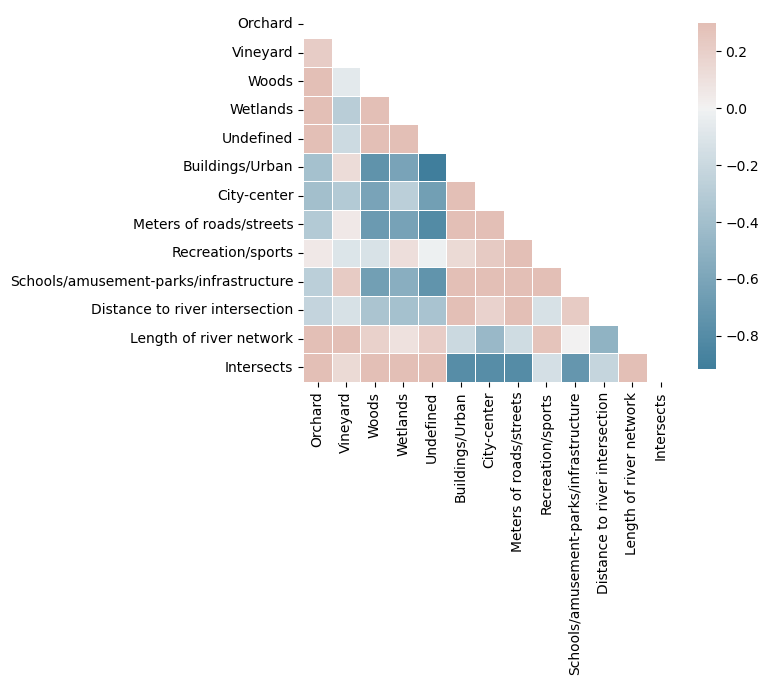 Orchard
Vineyard
Woods
Wetlands
Undefined
Buildings/Urban
City-center
Meters of roads/streets
Recreation/sports
Schools/amusement-parks/infrastructure
Distance to river intersection
Length of river network
Intersects
Orchard
Vineyard
Woods
Wetlands
Undefined
Buildings/Urban
City-center
Meters of roads/streets
Recreation/sports
Schools/amusement-parks/infrastructure
Distance to river intersection
Length of river network
Intersects
0.2
0.0
−0.2
−0.4
−0.6
−0.8